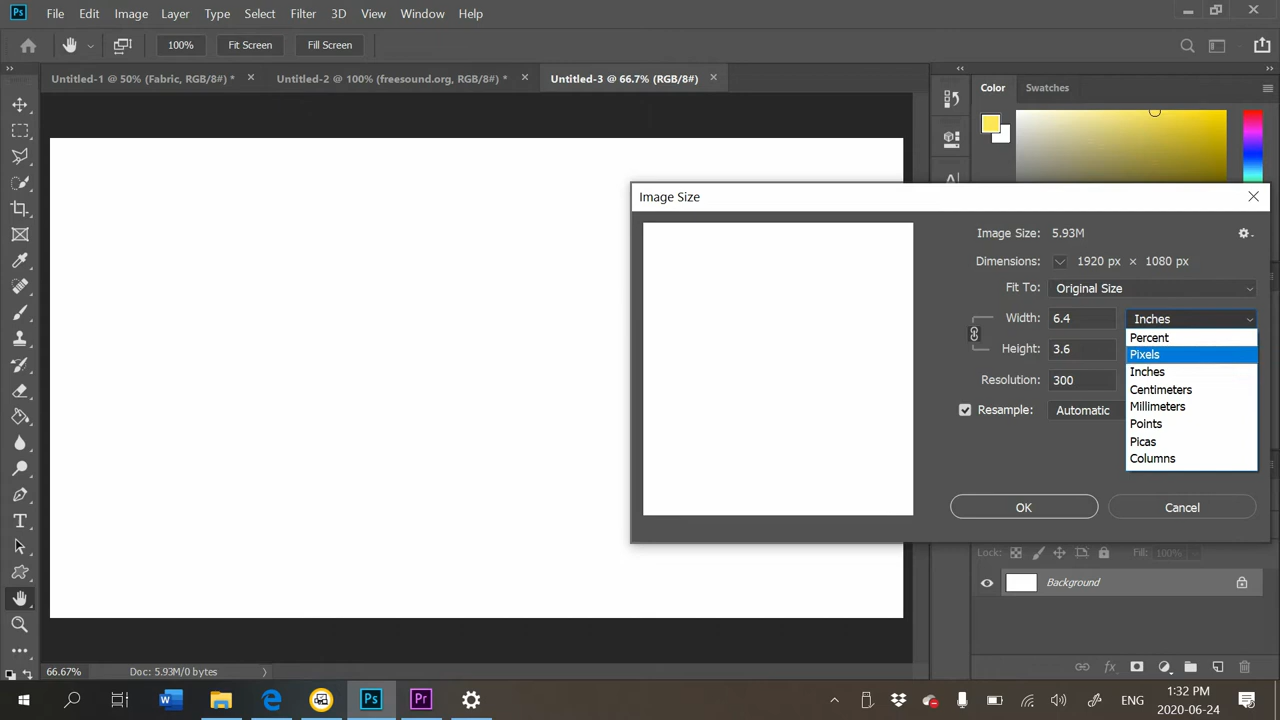 Ps File Edit Image Layer Type Select Filter 3D View Window Help
100% Fit Screen Fill Screen
Untitled-1 @ 50% (Fabric, RGB/8#) * Untitled-2 @ 100% (freesound.org, RGB/8#) * Untitled-3 @ 66.7% (RGB/8#)
Color Swatches
Image Size
Image Size: 5.93M
Dimensions: 1920 px × 1080 px
Fit To: Original Size
Width: 6.4 Inches
Percent
Pixels
Height: 3.6
Inches
Resolution: 300
Centimeters
Millimeters
Resample: Automatic
Points
Picas
Columns
OK Cancel
Lock: Fill: 100%
Background
66.67% Doc: 5.93M/0 bytes
ENG 1:32 PM
2020-06-24